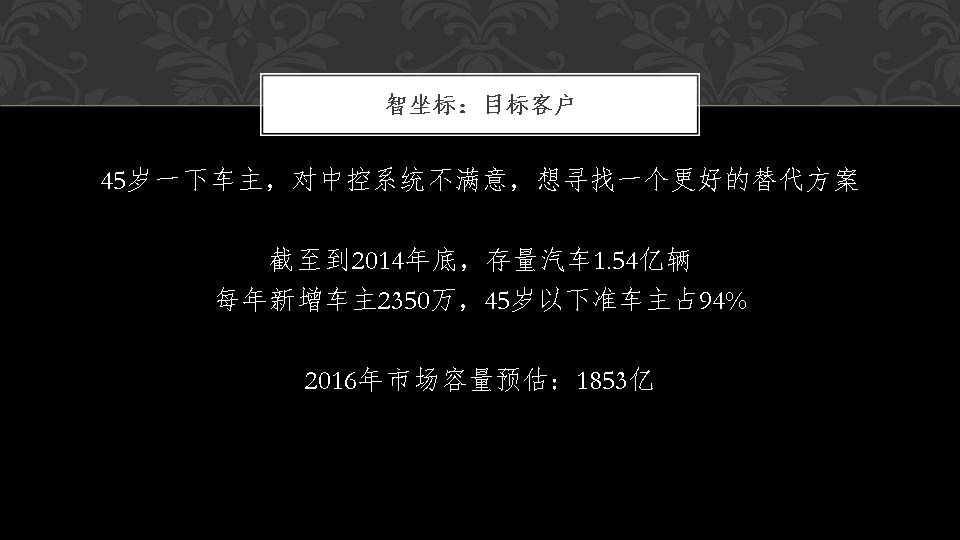 智坐标：目标客户
45岁一下车主，对中控系统不满意，想寻找一个更好的替代方案
截至到2014年底，存量汽车1.54亿辆
每年新增车主2350万，45岁以下准车主占94%
2016年市场容量预估：1853亿